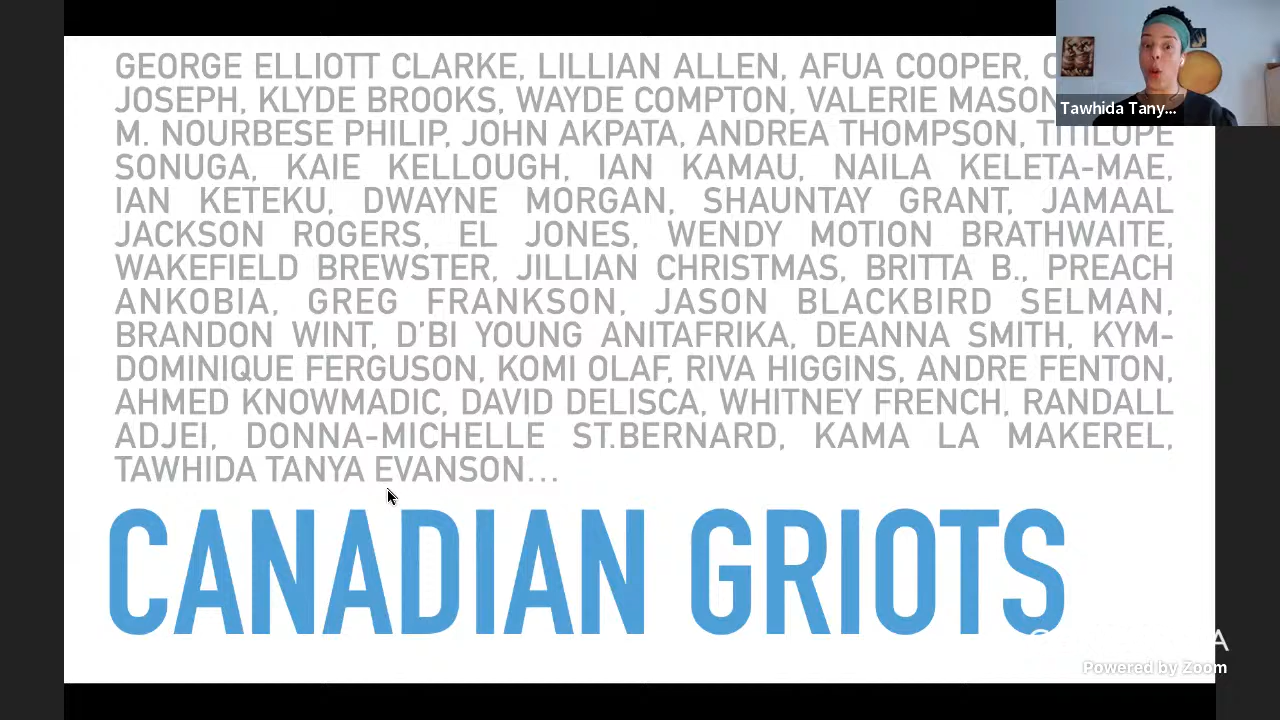 GEORGE ELLIOTT CLARKE, LILLIAN ALLEN, AFUA COOPER,
JOSEPH, KLYDE BROOKS, WAYDE COMPTON, VALERIE MASON
M. NOURBESE PHILIP, JOHN AKPATA, ANDREA THOMPSON, TITILOPE
SONUGA, KAIE KELLOUGH, IAN KAMAU, NAILA KELETA-MAE,
IAN KETEKU, DWAYNE MORGAN, SHAUNTAY GRANT, JAMAAL
JACKSON ROGERS, EL JONES, WENDY MOTION BRATHWAITE,
WAKEFIELD BREWSTER, JILLIAN CHRISTMAS, BRITTA B., PREACH
ANKOBIA, GREG FRANKSON, JASON BLACKBIRD SELMAN,
BRANDON WINT, D'BI YOUNG ANITAFRIKA, DEANNA SMITH, KYM-
DOMINIQUE FERGUSON, KOMI OLAF, RIVA HIGGINS, ANDRE FENTON,
AHMED KNOWMADIC, DAVID DELISCA, WHITNEY FRENCH, RANDALL
ADJEI, DONNA-MICHELLE ST.BERNARD, KAMA LA MAKEREL,
TAWHIDA TANYA EVANSON...
CANADIAN GRIOTS
Tawhida Tany...
Powered by Zoom